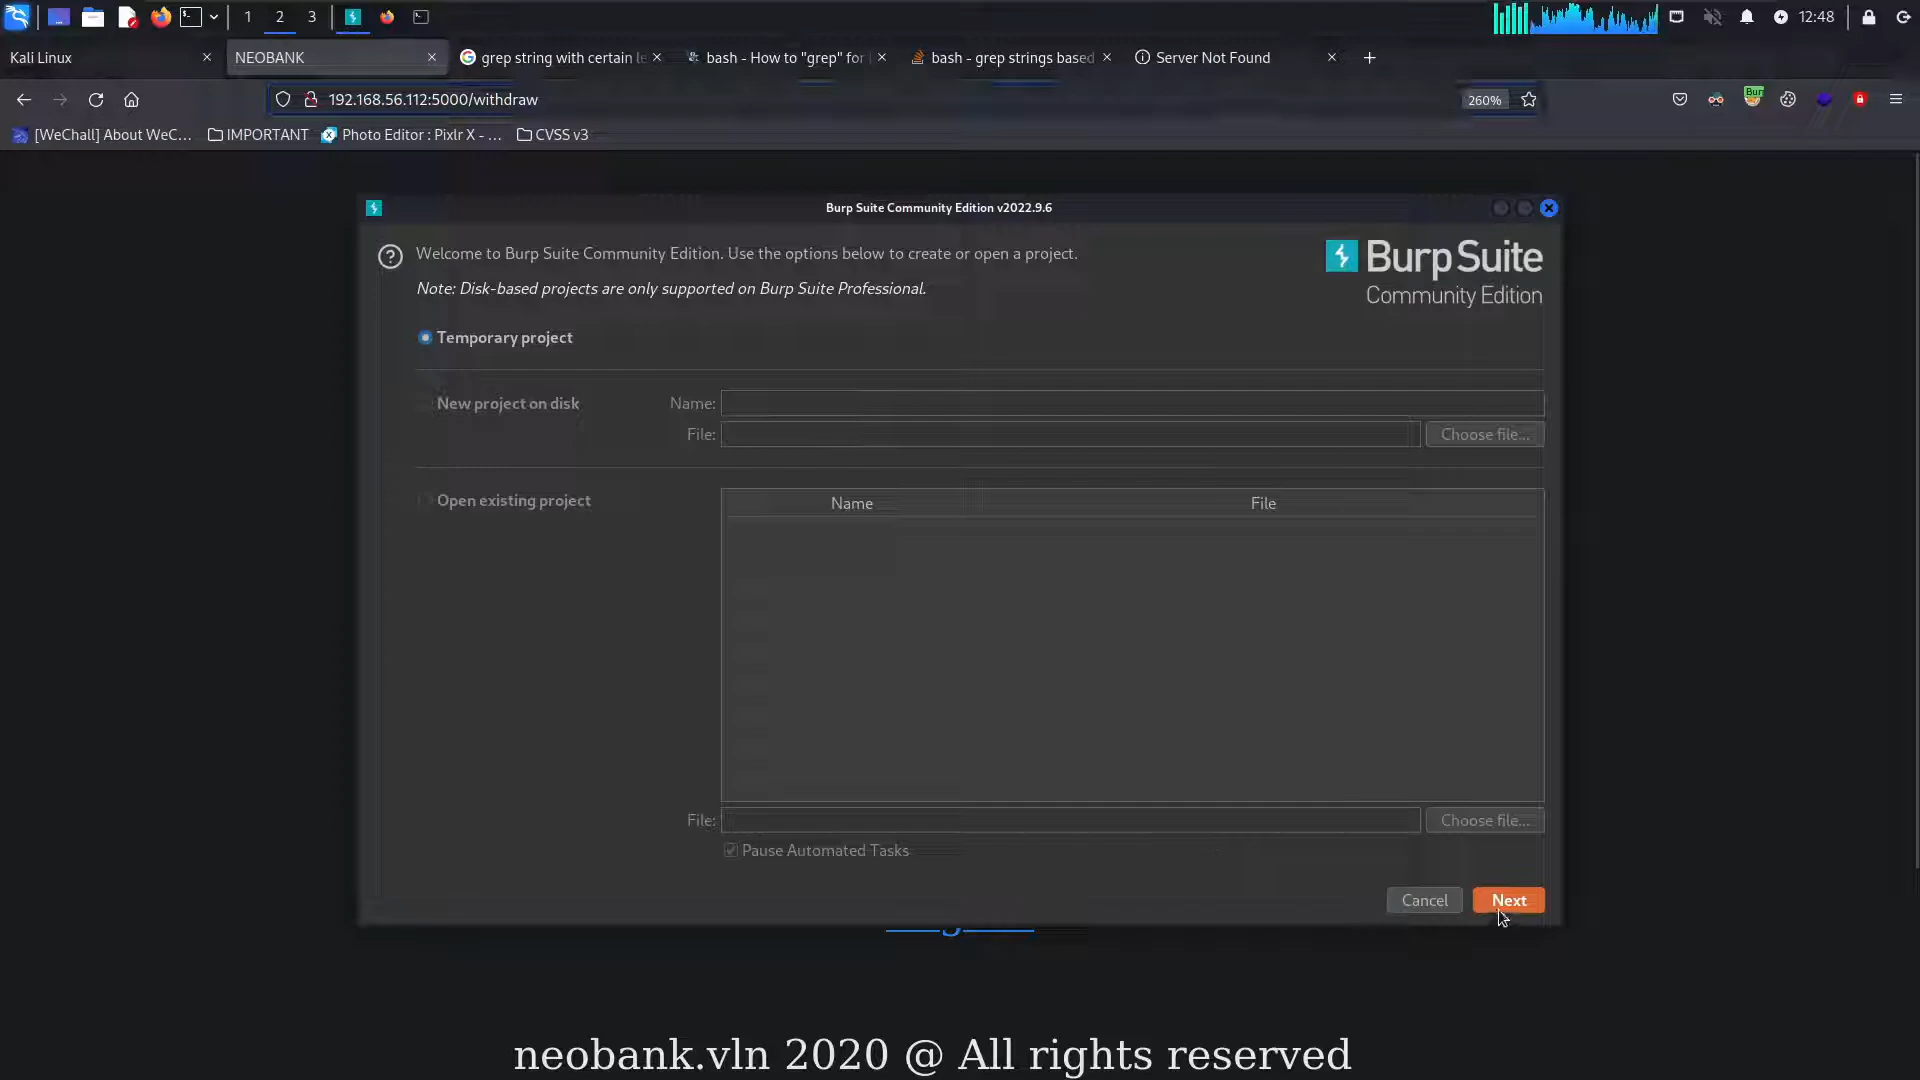 1 2 3 12:48
Kali Linux NEOBANK grep string with certain le bash - How to "grep" for bash - grep strings based Server Not Found
192.168.56.112:5000/withdraw 260% Bur
[WeChall] About WeC... IMPORTANT Photo Editor : Pixlr X - ... CVSS v3
Burp Suite Community Edition v2022.9.6
Welcome to Burp Suite Community Edition. Use the options below to create or open a project.
Note: Disk-based projects are only supported on Burp Suite Professional.
Burp Suite
Community Edition
Temporary project
New project on disk Name:
File: Choose file...
Open existing project Name File
File: Choose file...
Pause Automated Tasks
Cancel Next
neobank.vln 2020 @ All rights reserved